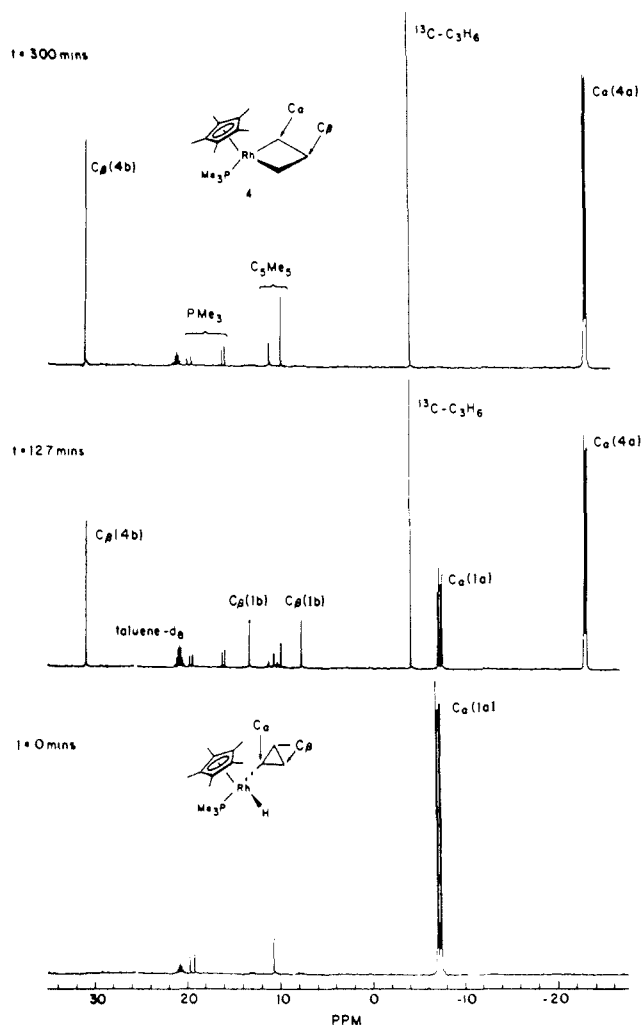 t = 300 mins
¹³C-C₃H₆
Cα(4a)
Cβ(4b)
Cα
Cβ
Rh
Me₃P
4
PMe₃
C₅Me₅
t = 127 mins
¹³C-C₃H₆
Cα(4a)
Cβ(4b)
toluene-d₈
Cβ(1b)
Cβ(1b)
Cα(1a)
t = 0 mins
Cα(1a]
Cα
Cβ
Rh
Me₃P
H
30 20 10 0 -10 -20
PPM